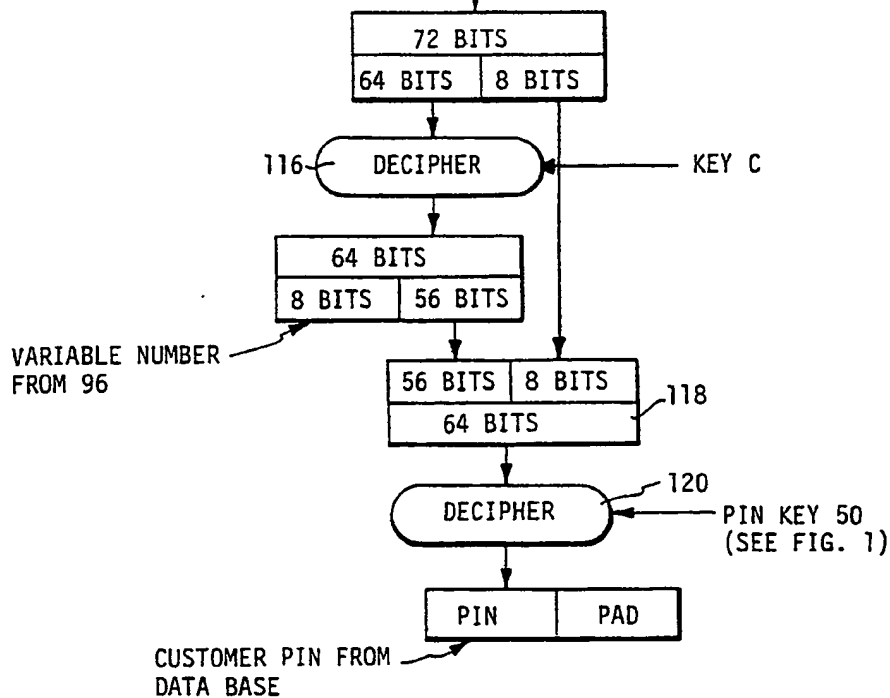 72 BITS
64 BITS 8 BITS
116 DECIPHER KEY C
64 BITS
8 BITS 56 BITS
VARIABLE NUMBER
FROM 96
56 BITS 8 BITS
118
64 BITS
120
DECIPHER
PIN KEY 50
(SEE FIG. 1)
PIN PAD
CUSTOMER PIN FROM
DATA BASE